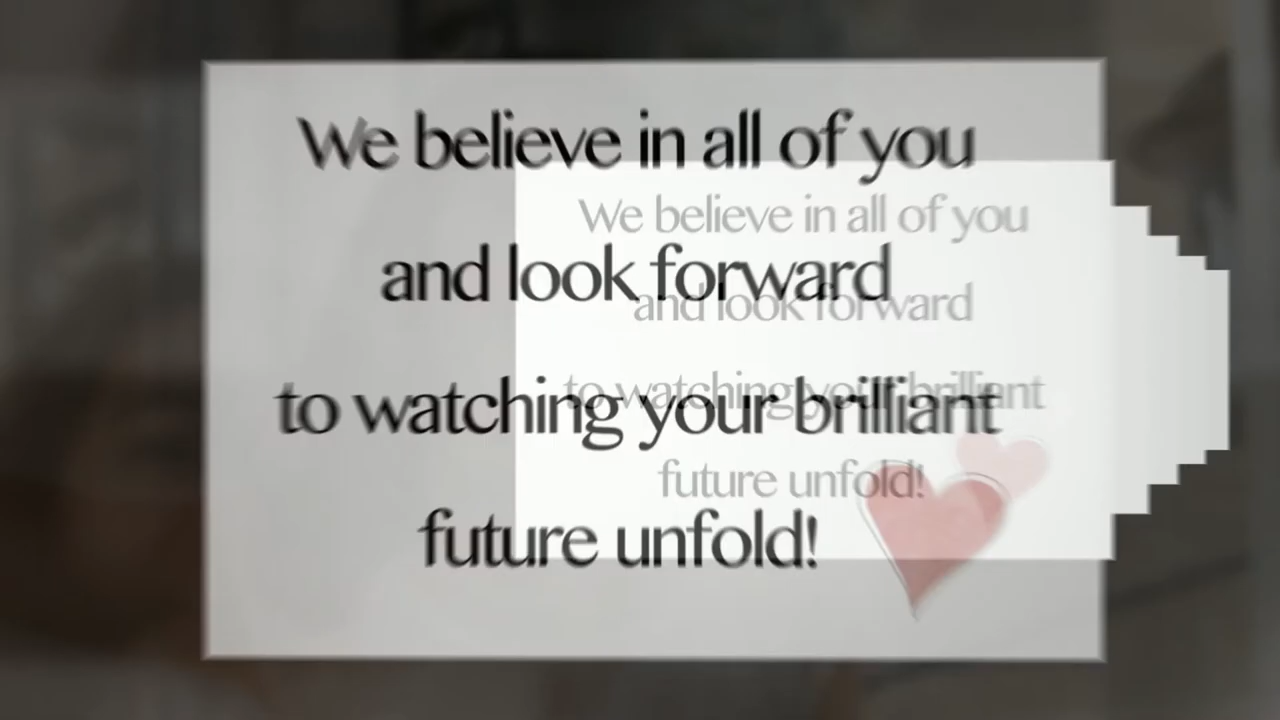 We believe in all of you
and look forward
to watching your brilliant
future unfold!
We believe in all of you
and look forward
to watching your brilliant
future unfold!